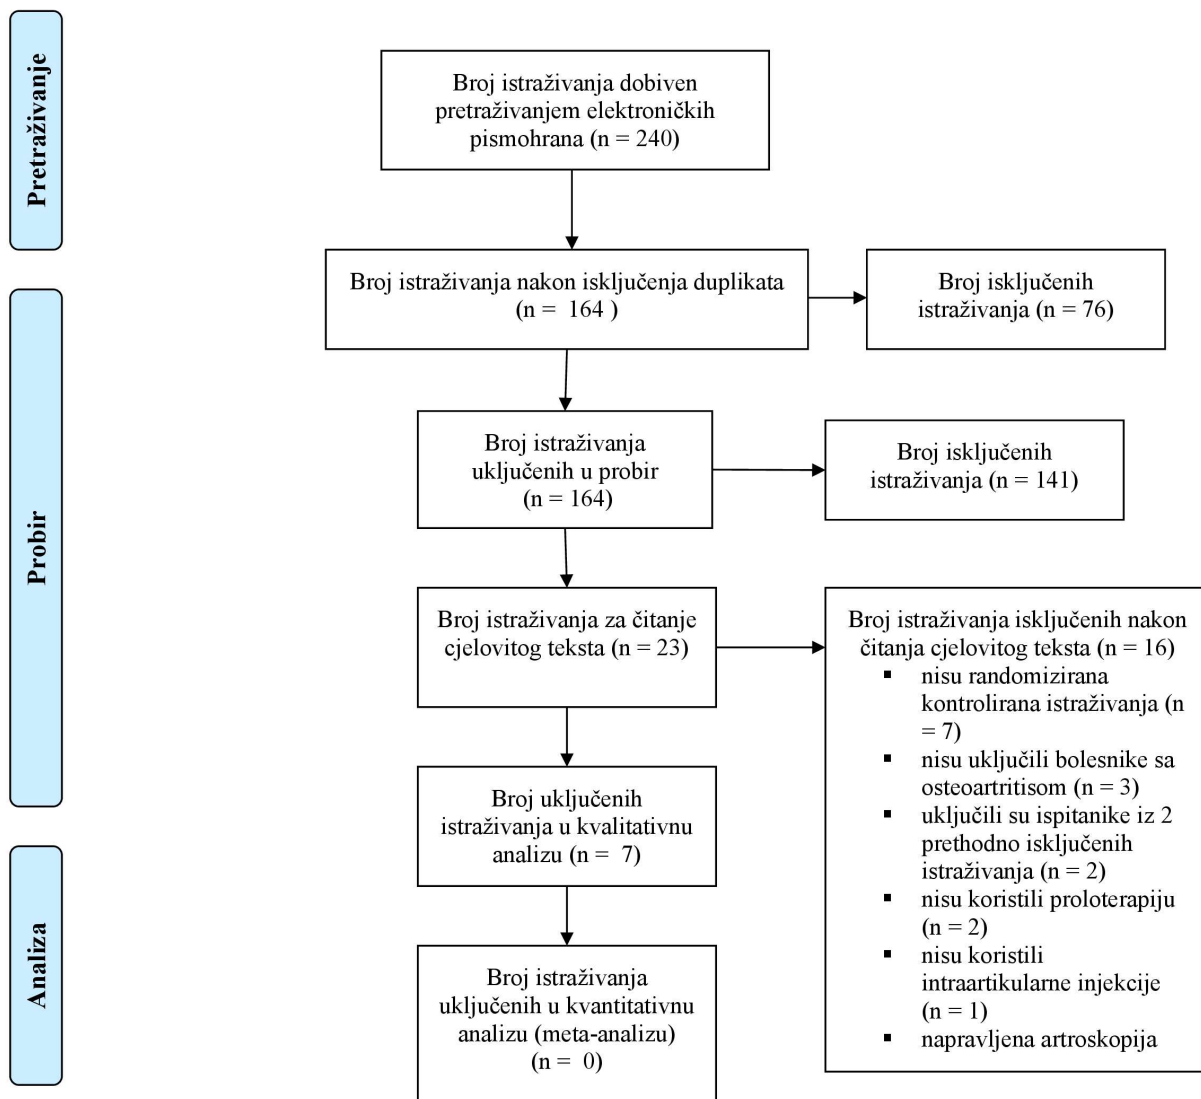 Pretraživanje
Broj istraživanja dobiven
pretraživanjem elektroničkih
pismohrana (n = 240)
Broj istraživanja nakon isključenja duplikata
(n = 164 )
Broj isključenih
istraživanja (n = 76)
Probir
Broj istraživanja
uključenih u probir
(n = 164)
Broj isključenih
istraživanja (n = 141)
Broj istraživanja za čitanje
cjelovitog teksta (n = 23)
Broj istraživanja isključenih nakon
čitanja cjelovitog teksta (n = 16)
▪ nisu randomizirana
kontrolirana istraživanja (n
= 7)
▪ nisu uključili bolesnike sa
osteoartritisom (n = 3)
▪ uključili su ispitanike iz 2
prethodno isključenih
istraživanja (n = 2)
▪ nisu koristili proloterapiju
(n = 2)
▪ nisu koristili
intraartikularne injekcije
(n = 1)
▪ napravljena artroskopija
Broj uključenih
istraživanja u kvalitativnu
analizu (n = 7)
Analiza
Broj istraživanja
uključenih u kvantitativnu
analizu (meta-analizu)
(n = 0)